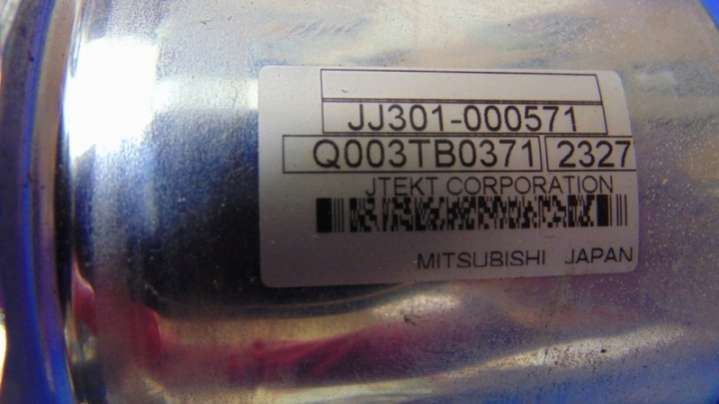 JJ301-000571
Q003TB0371 2327
JTEKT CORPORATION
MITSUBISHI JAPAN